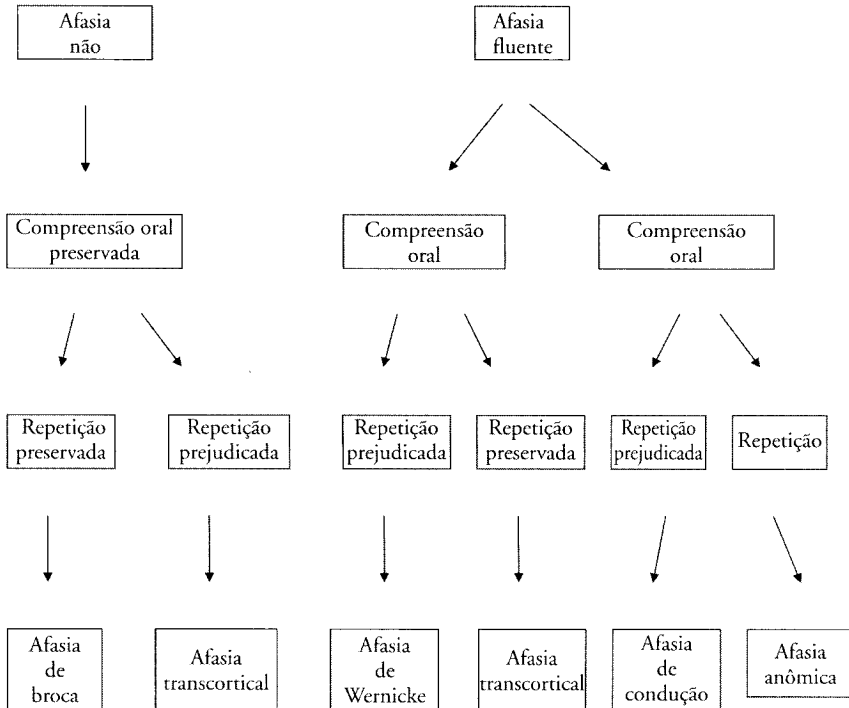 Afasia
não
Afasia
fluente
Compreensão oral
preservada
Compreensão
oral
Compreensão
oral
Repetição
preservada
Repetição
prejudicada
Repetição
prejudicada
Repetição
preservada
Repetição
prejudicada
Repetição
Afasia
de
broca
Afasia
transcortical
Afasia
de
Wernicke
Afasia
transcortical
Afasia
de
condução
Afasia
anômica